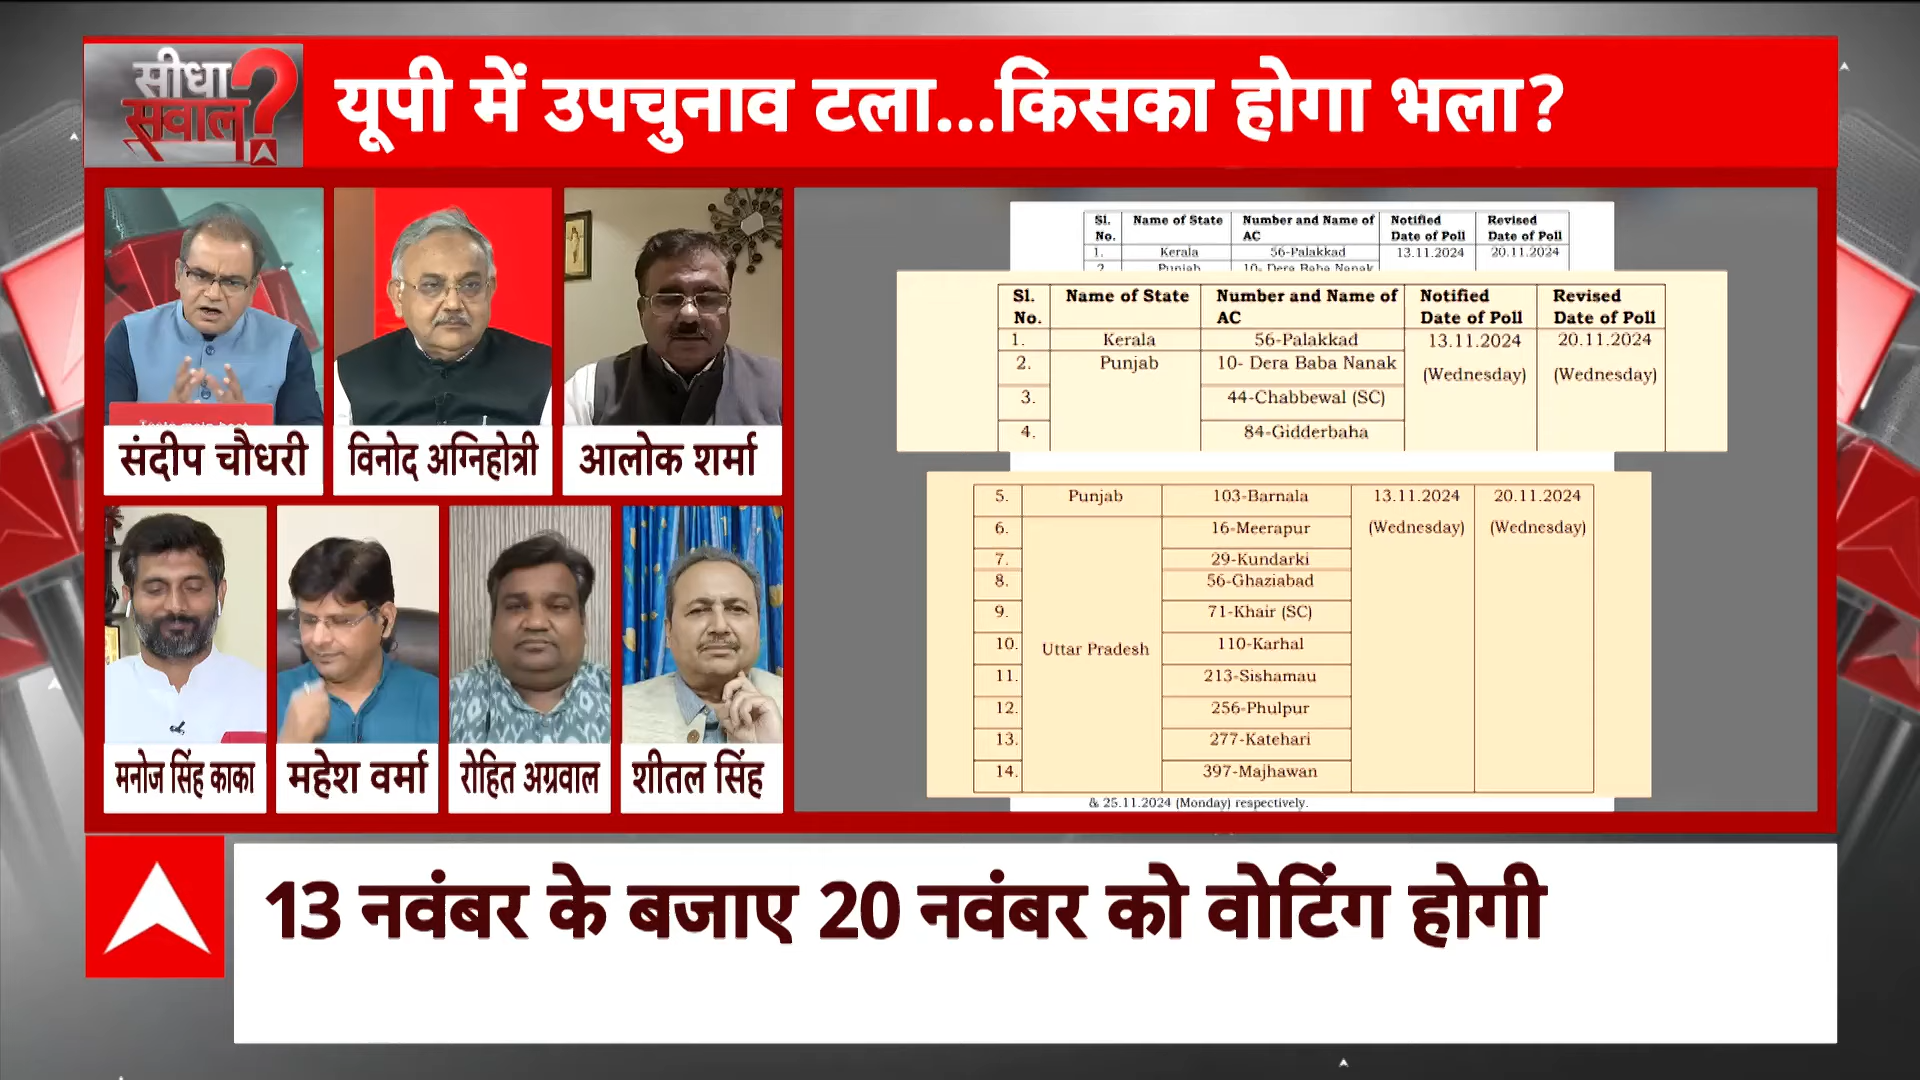 सीधा
सवाल?
यूपी में उपचुनाव टला...किसका होगा भला?
संदीप चौधरी
विनोद अग्निहोत्री
आलोक शर्मा
मनोज सिंह काका
महेश वर्मा
रोहित अग्रवाल
शीतल सिंह
Sl. Name of State Number and Name of Notified Revised
No. AC Date of Poll Date of Poll
1. Kerala 56-Palakkad 13.11.2024 20.11.2024
2. Punjab 10- Dera Baba Nanak
Sl. Name of State Number and Name of Notified Revised
No. AC Date of Poll Date of Poll
1. Kerala 56-Palakkad 13.11.2024 20.11.2024
2. Punjab 10- Dera Baba Nanak (Wednesday) (Wednesday)
3. 44-Chabbewal (SC)
4. 84-Gidderbaha
5. Punjab 103-Barnala 13.11.2024 20.11.2024
6. 16-Meerapur (Wednesday) (Wednesday)
7. 29-Kundarki
8. 56-Ghaziabad
9. 71-Khair (SC)
10. Uttar Pradesh 110-Karhal
11. 213-Sishamau
12. 256-Phulpur
13. 277-Katehari
14. 397-Majhawan
& 25.11.2024 (Monday) respectively.
13 नवंबर के बजाए 20 नवंबर को वोटिंग होगी